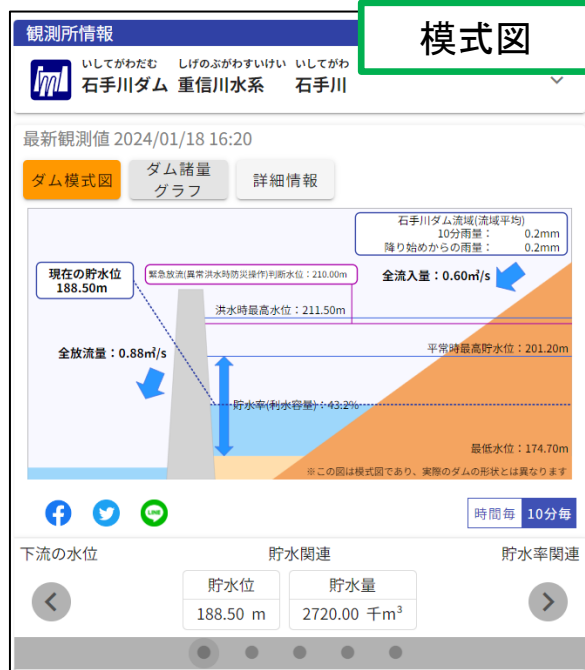 模式図
観測所情報
いしてがわだむ しげのぶがわすいけい いしてがわ
石手川ダム 重信川水系 石手川
最新観測値 2024/01/18 16:20
ダム模式図
ダム諸量
グラフ
詳細情報
石手川ダム流域(流域平均)
10分雨量： 0.2mm
降り始めからの雨量： 0.2mm
現在の貯水位
188.50m
緊急放流(異常洪水時防災操作)判断水位：210.00m
全流入量：0.60㎥/s
洪水時最高水位：211.50m
全放流量：0.88㎥/s
平常時最高貯水位：201.20m
貯水率(利水容量)：43.2%
最低水位：174.70m
※この図は模式図であり、実際のダムの形状とは異なります
LINE
時間毎 10分毎
下流の水位 貯水関連 貯水率関連
貯水位 貯水量
188.50 m 2720.00 千m³